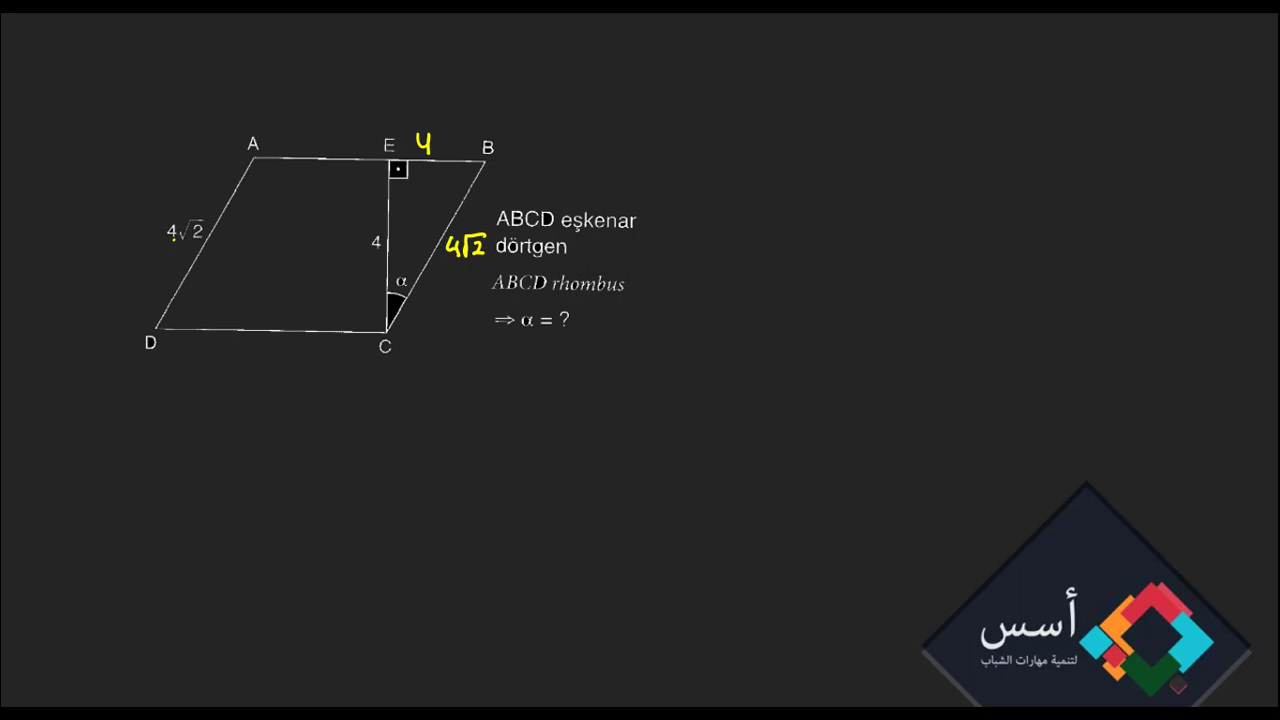 A E 4 B
4√2
4
4√2
α
D C
ABCD eşkenar
dörtgen
ABCD rhombus
⇒ α = ?
أسس
لتنمية مهارات الشباب